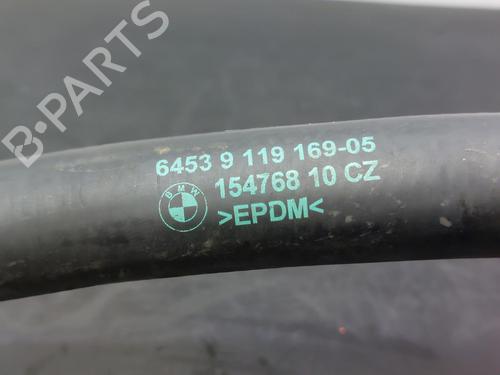 B-PARTS
6453 9 119 169-05
BMW
154768 10 CZ
>EPDM<